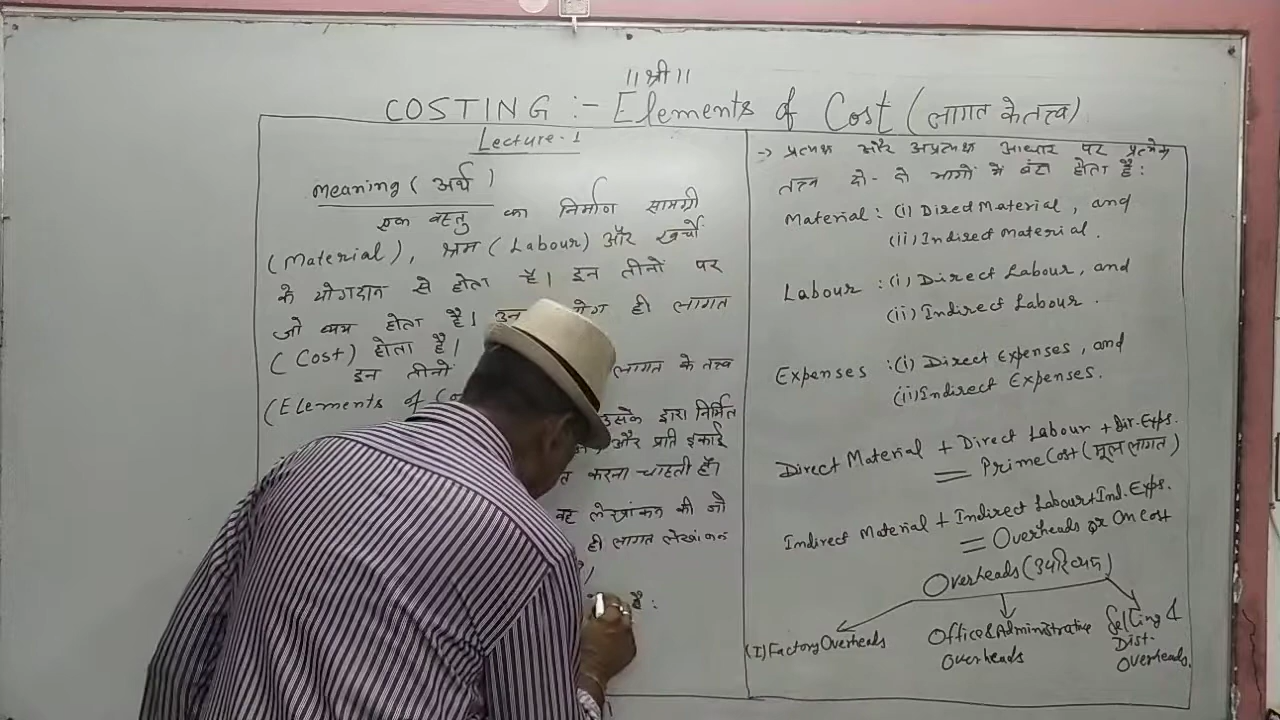 ॥ श्री ॥
COSTING :- Elements of Cost (लागत के तत्त्व)
Lecture-1
Meaning ( अर्थ )
एक वस्तु का निर्माण सामग्री
(Material), श्रम (Labour) और खर्चों
के योगदान से होता है। इन तीनों पर
जो व्यय होता है। योग ही लागत
(Cost) होता है।
इन तीनों लागत के तत्त्व
(Elements of
उसके द्वारा निर्मित
और प्रति इकाई
करना चाहती हैं।
वह लेखांकन की जो
ही लागत लेखांकन
है:
-> प्रत्यक्ष और अप्रत्यक्ष आधार पर प्रत्येक
तत्त्व दो-दो भागों में बंटा होता है:
Material: (i) Direct Material, and
(ii) Indirect Material.
Labour : (i) Direct Labour, and
(ii) Indirect Labour.
Expenses : (i) Direct Expenses, and
(ii) Indirect Expenses.
Direct Material + Direct Labour + Dir. Exps.
= Prime Cost (मूल लागत)
Indirect Material + Indirect Labour + Ind. Exps.
= Overheads or On Cost
Overheads (उपरिव्यय)
(I) Factory Overheads
Office & Administrative
Overheads
Selling &
Dist.
Overheads.